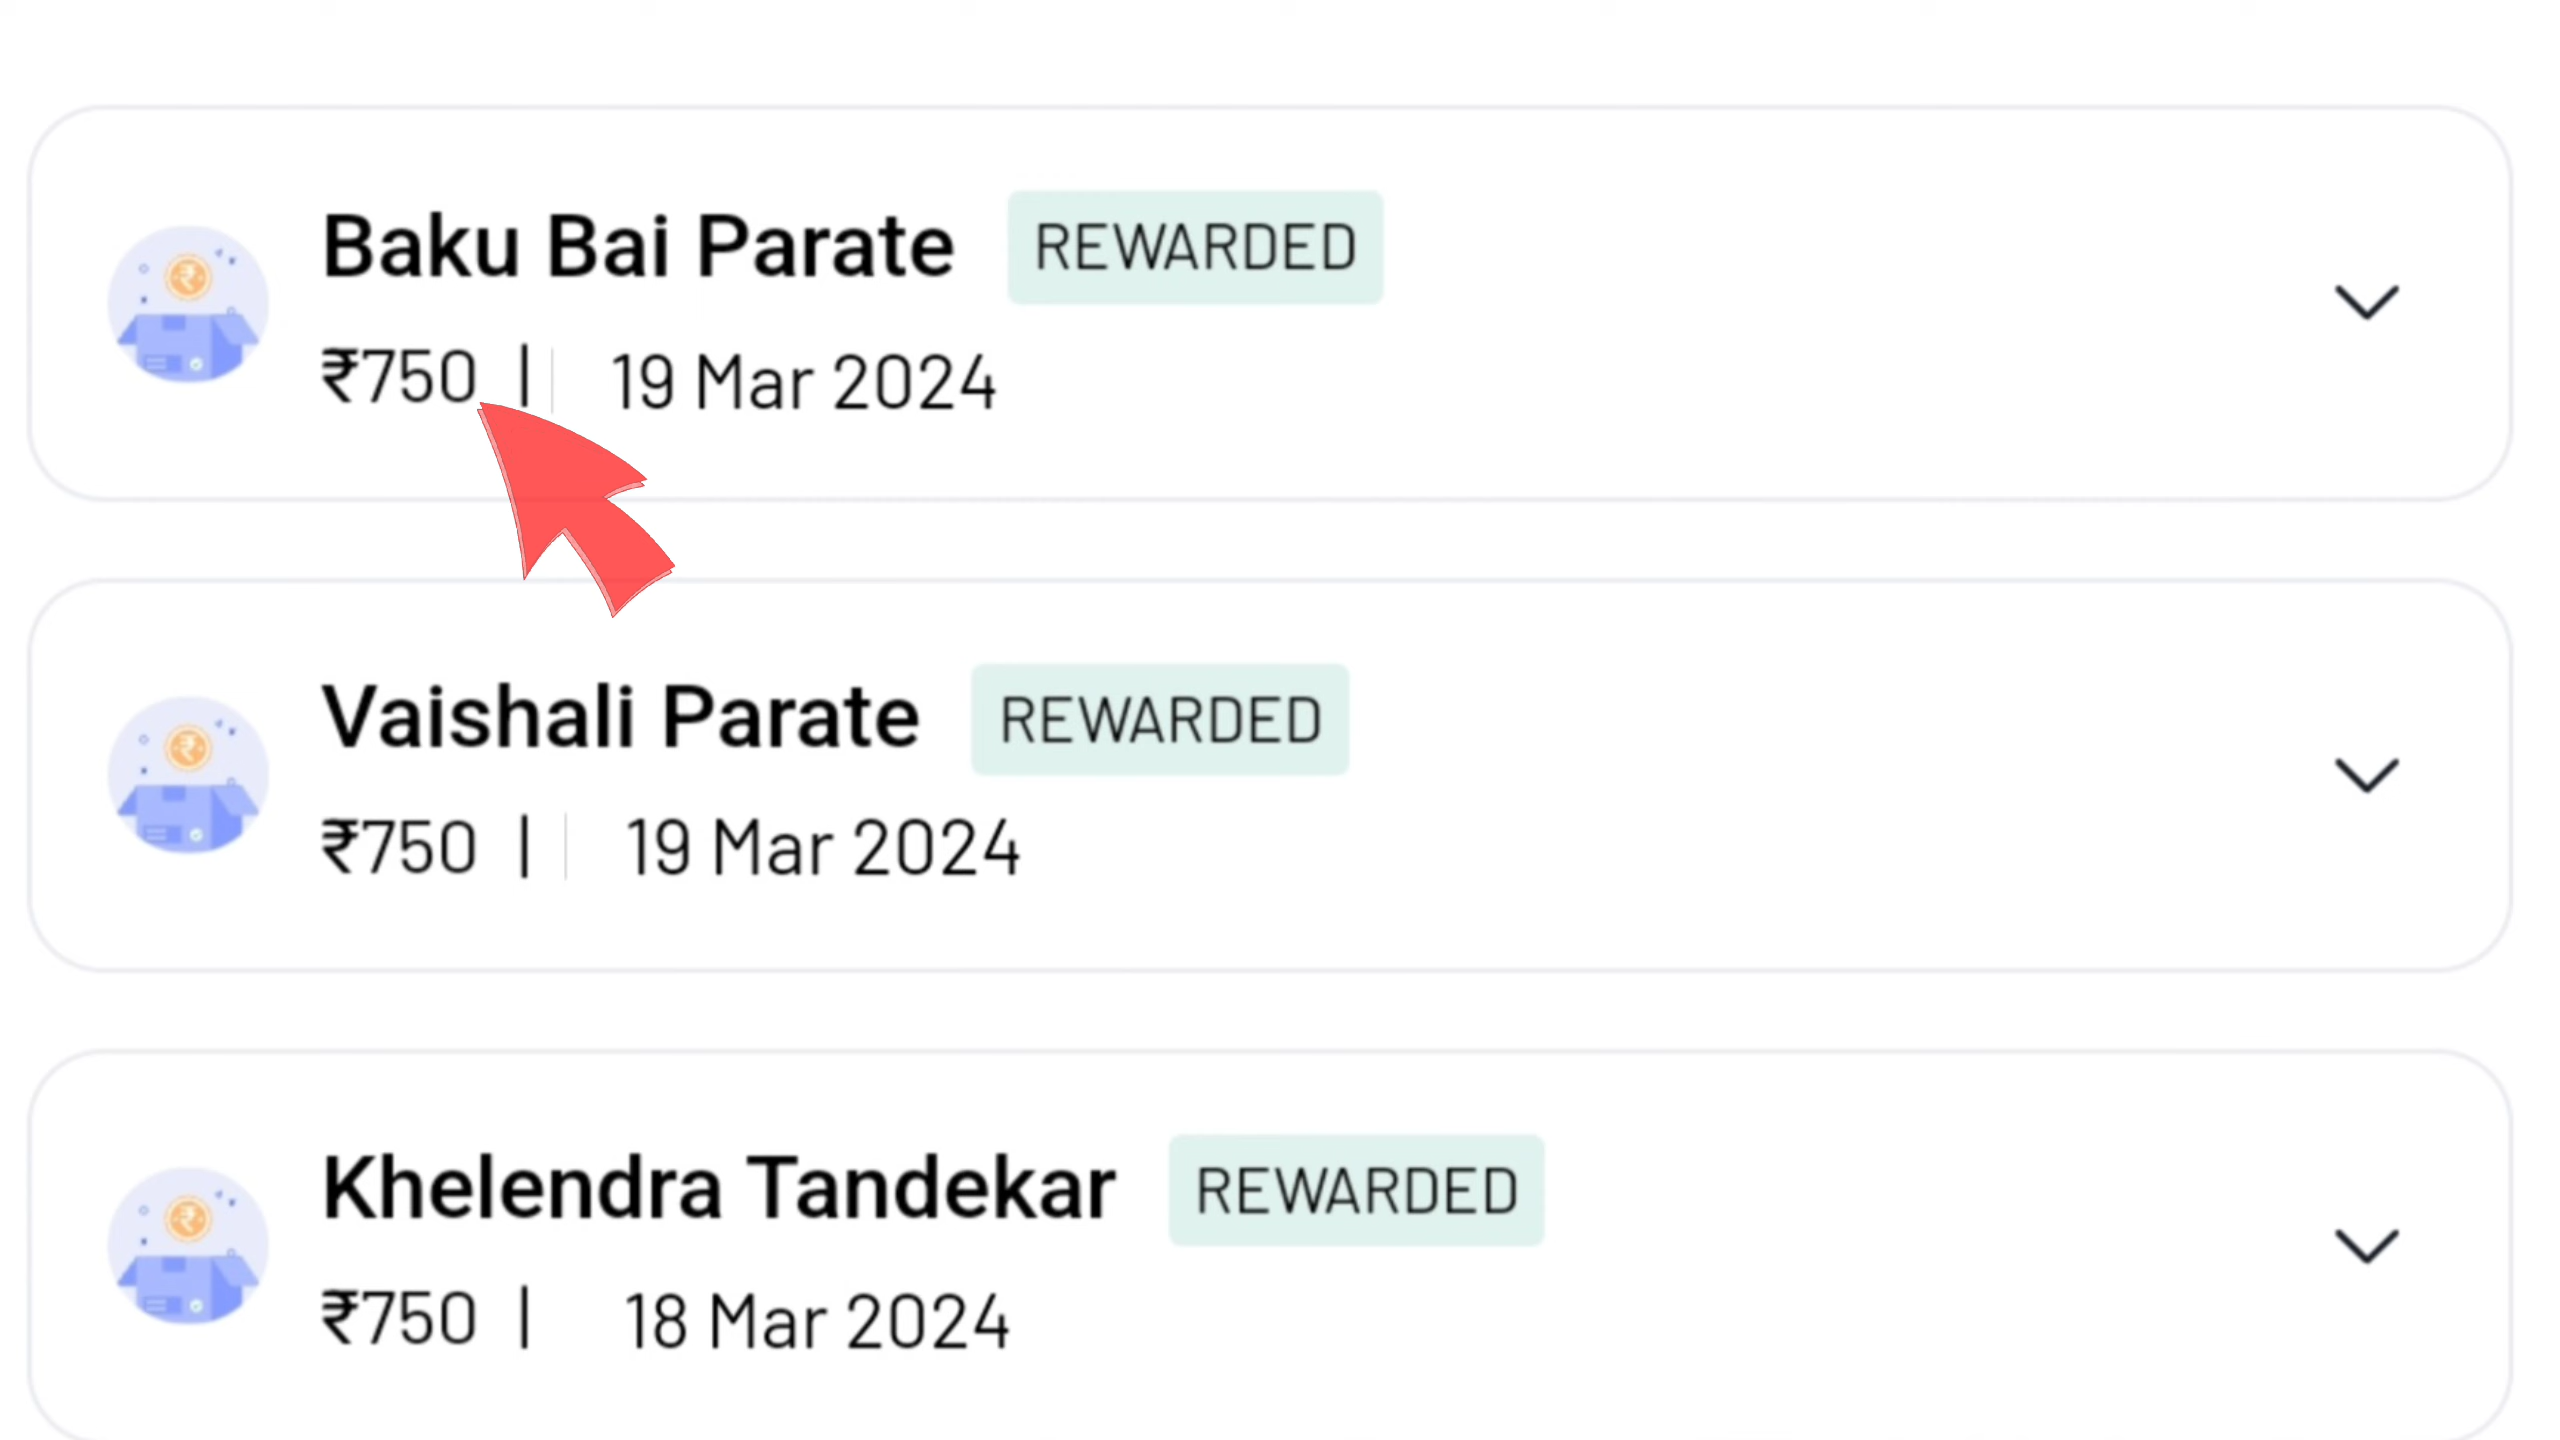 Baku Bai Parate REWARDED
₹750 | 19 Mar 2024
Vaishali Parate REWARDED
₹750 | 19 Mar 2024
Khelendra Tandekar REWARDED
₹750 | 18 Mar 2024